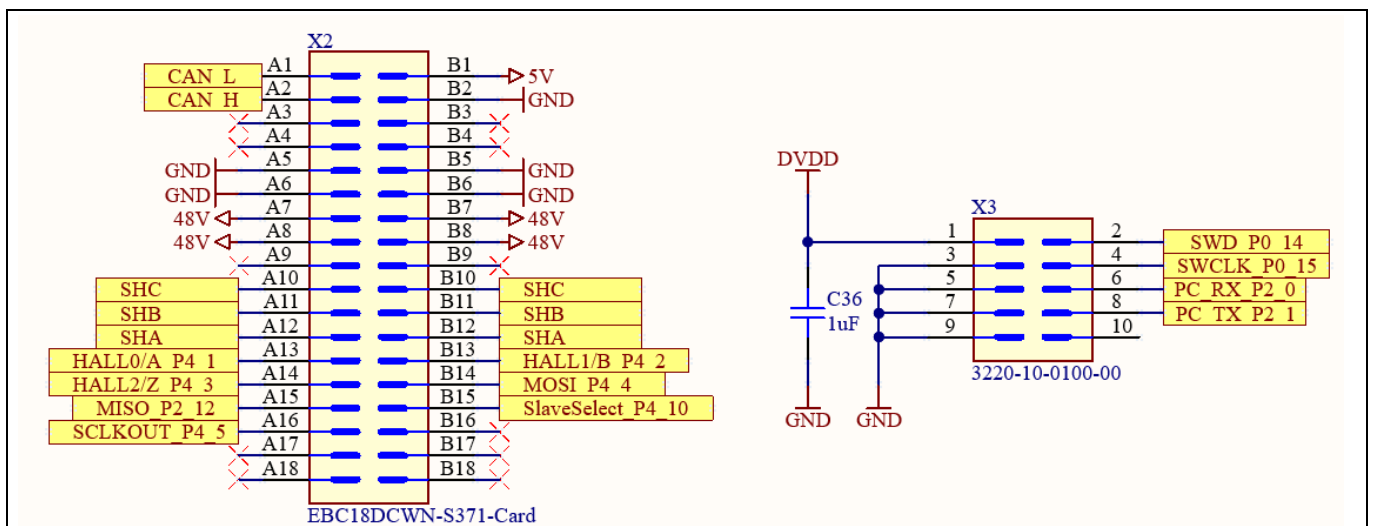 X2
CAN_L A1 B1 5V
CAN_H A2 B2 GND
A3 B3
A4 B4
GND A5 B5 GND
GND A6 B6 GND
48V A7 B7 48V
48V A8 B8 48V
A9 B9
SHC A10 B10 SHC
SHB A11 B11 SHB
SHA A12 B12 SHA
HALL0/A_P4_1 A13 B13 HALL1/B_P4_2
HALL2/Z_P4_3 A14 B14 MOSI_P4_4
MISO_P2_12 A15 B15 SlaveSelect_P4_10
SCLKOUT_P4_5 A16 B16
A17 B17
A18 B18
EBC18DCWN-S371-Card
DVDD
X3
1 2 SWD_P0_14
3 4 SWCLK_P0_15
5 6 PC_RX_P2_0
7 8 PC_TX_P2_1
9 10
3220-10-0100-00
C36
1uF
GND GND